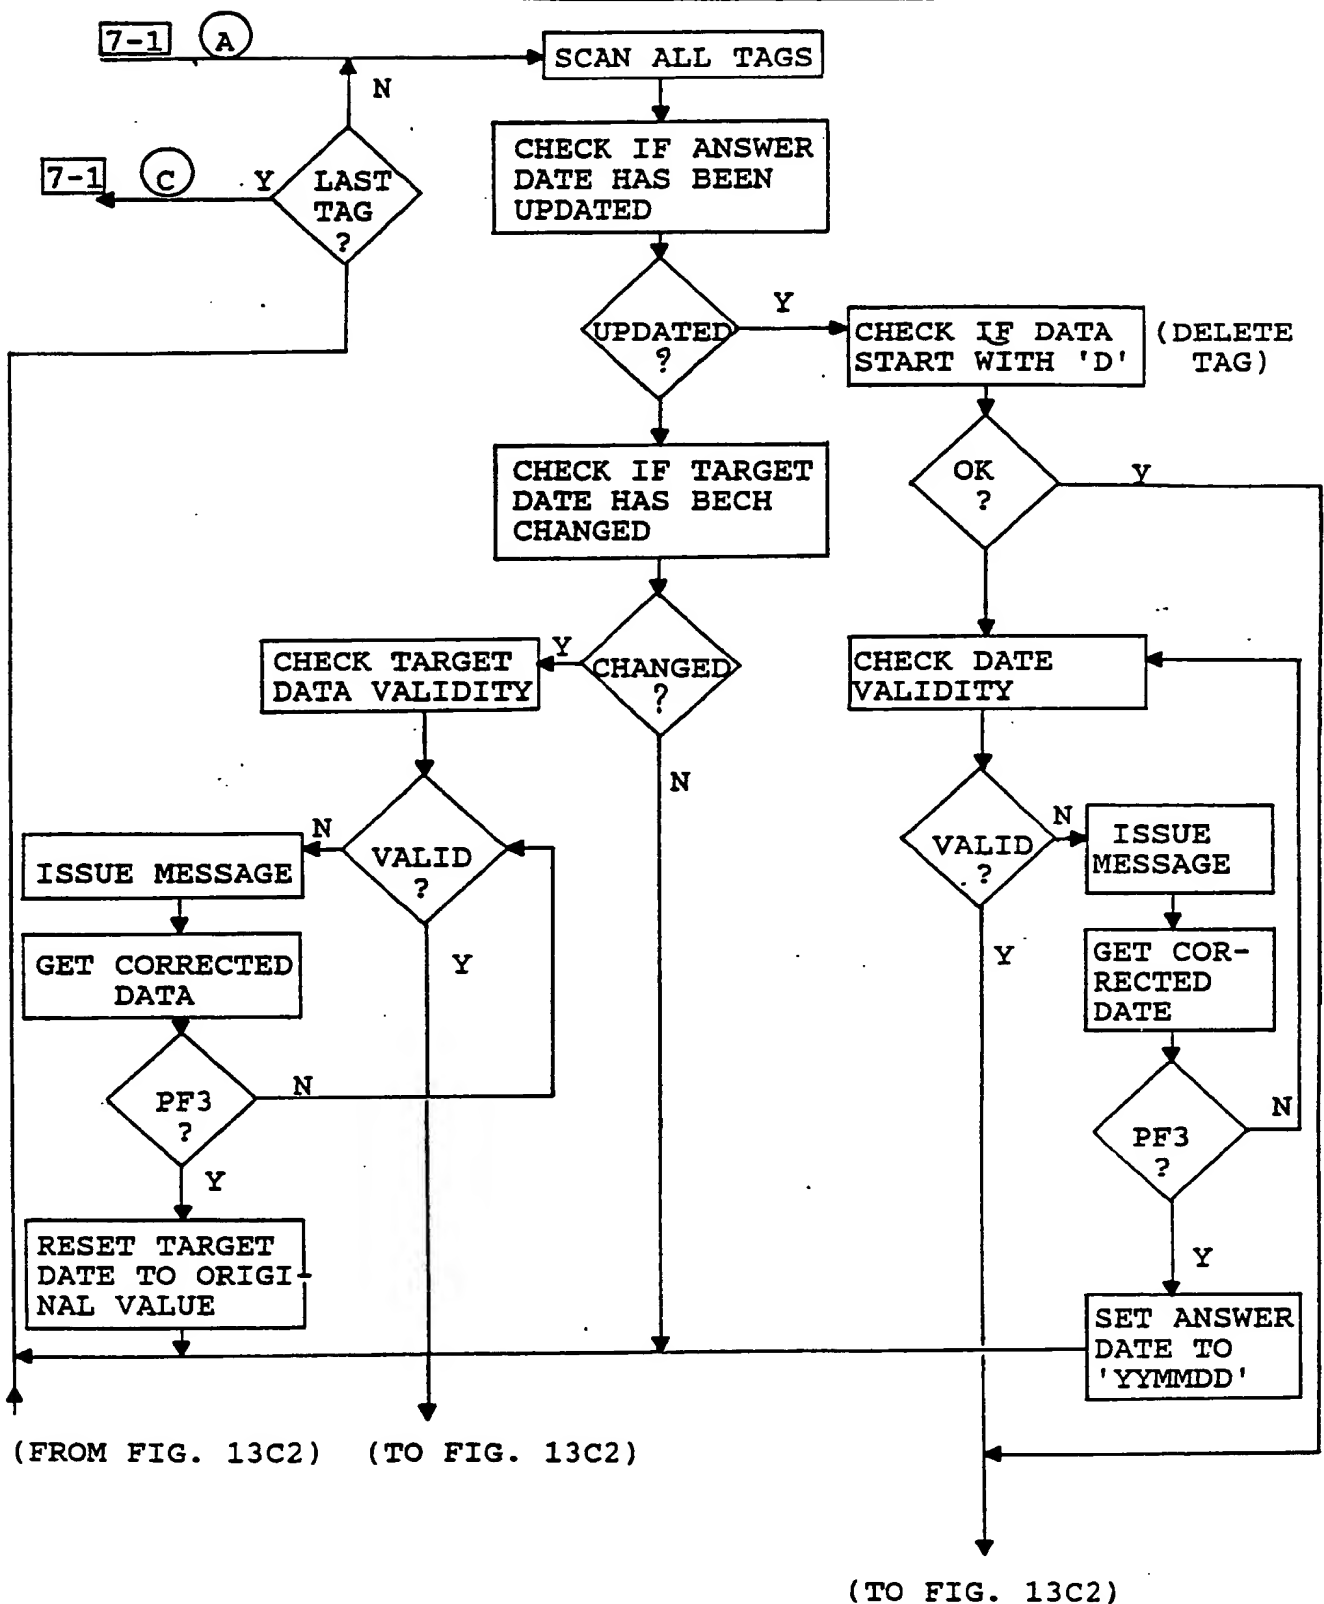 7-1 A
SCAN ALL TAGS
N
CHECK IF ANSWER
DATE HAS BEEN
UPDATED
7-1 C Y
LAST
TAG
?
UPDATED
?
Y
CHECK IF DATA
START WITH 'D'
(DELETE
TAG)
CHECK IF TARGET
DATE HAS BECH
CHANGED
OK
?
Y
CHANGED
?
Y
N
CHECK TARGET
DATA VALIDITY
CHECK DATE
VALIDITY
VALID
?
N
Y
ISSUE MESSAGE
GET CORRECTED
DATA
PF3
?
N
Y
RESET TARGET
DATE TO ORIGI-
NAL VALUE
VALID
?
N
Y
ISSUE
MESSAGE
GET COR-
RECTED
DATE
PF3
?
N
Y
SET ANSWER
DATE TO
'YYMMDD'
(FROM FIG. 13C2)
(TO FIG. 13C2)
(TO FIG. 13C2)